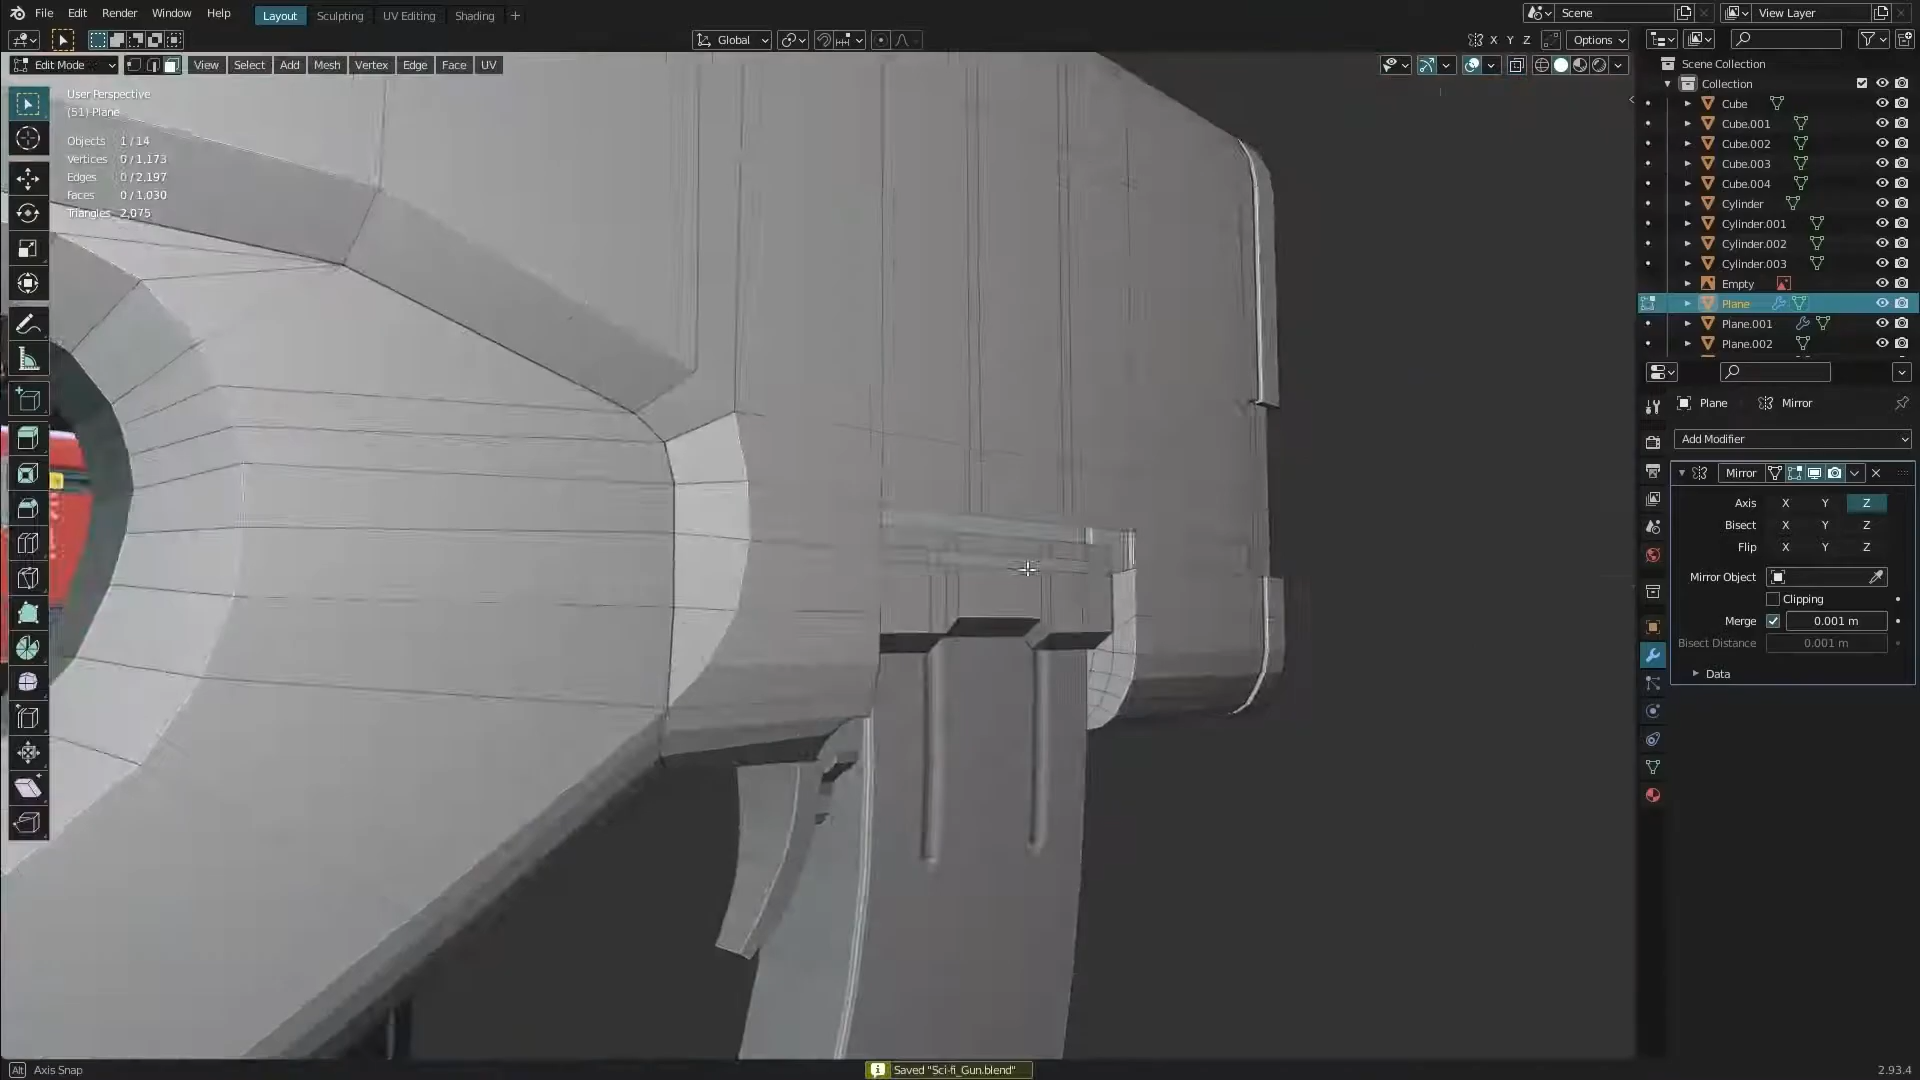 File Edit Render Window Help Layout Sculpting UV Editing Shading + Scene View Layer
Global X Y Z Options
Edit Mode View Select Add Mesh Vertex Edge Face UV
User Perspective
(51) Plane
Objects 1 / 14
Vertices 0 / 1,173
Edges 0 / 2,197
Faces 0 / 1,030
Triangles 2,075
Scene Collection
Collection
Cube
Cube.001
Cube.002
Cube.003
Cube.004
Cylinder
Cylinder.001
Cylinder.002
Cylinder.003
Empty
Plane
Plane.001
Plane.002
Plane Mirror
Add Modifier
Mirror
Axis X Y Z
Bisect X Y Z
Flip X Y Z
Mirror Object
Clipping
Merge 0.001 m
Bisect Distance 0.001 m
Data
Alt Axis Snap Saved "Sci-fi_Gun.blend" 2.93.4